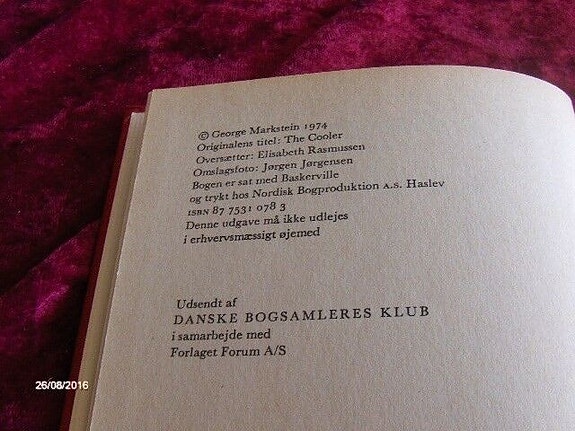 © George Markstein 1974
Originalens titel: The Cooler
Oversætter: Elisabeth Rasmussen
Omslagsfoto: Jørgen Jørgensen
Bogen er sat med Baskerville
og trykt hos Nordisk Bogproduktion A.S. Haslev
ISBN 87 7531 078 3
Denne udgave må ikke udlejes
i erhvervsmæssigt øjemed
Udsendt af
DANSKE BOGSAMLERES KLUB
i samarbejde med
Forlaget Forum A/S
26/08/2016